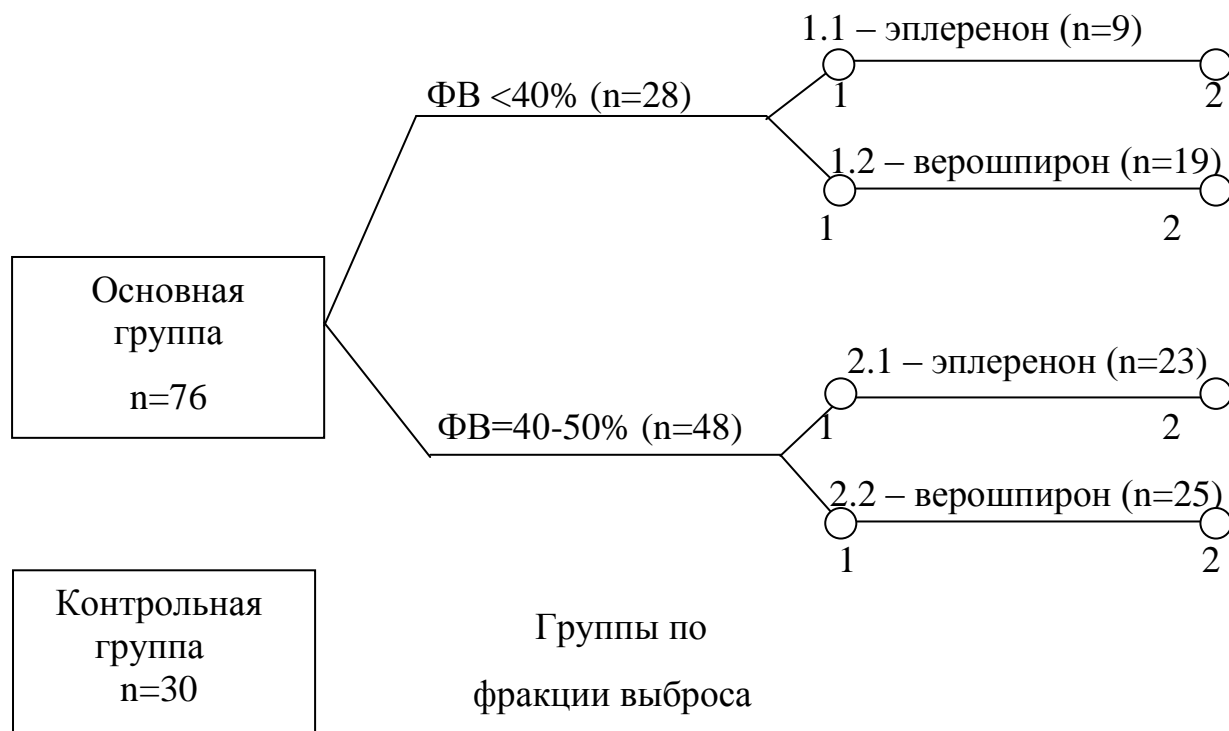 1.1 – эплеренон (n=9)
ФВ <40% (n=28)
1
2
1.2 – верошпирон (n=19)
1
2
Основная
группа
n=76
2.1 – эплеренон (n=23)
ФВ=40-50% (n=48)
1
2
2.2 – верошпирон (n=25)
1
2
Контрольная
группа
n=30
Группы по
фракции выброса